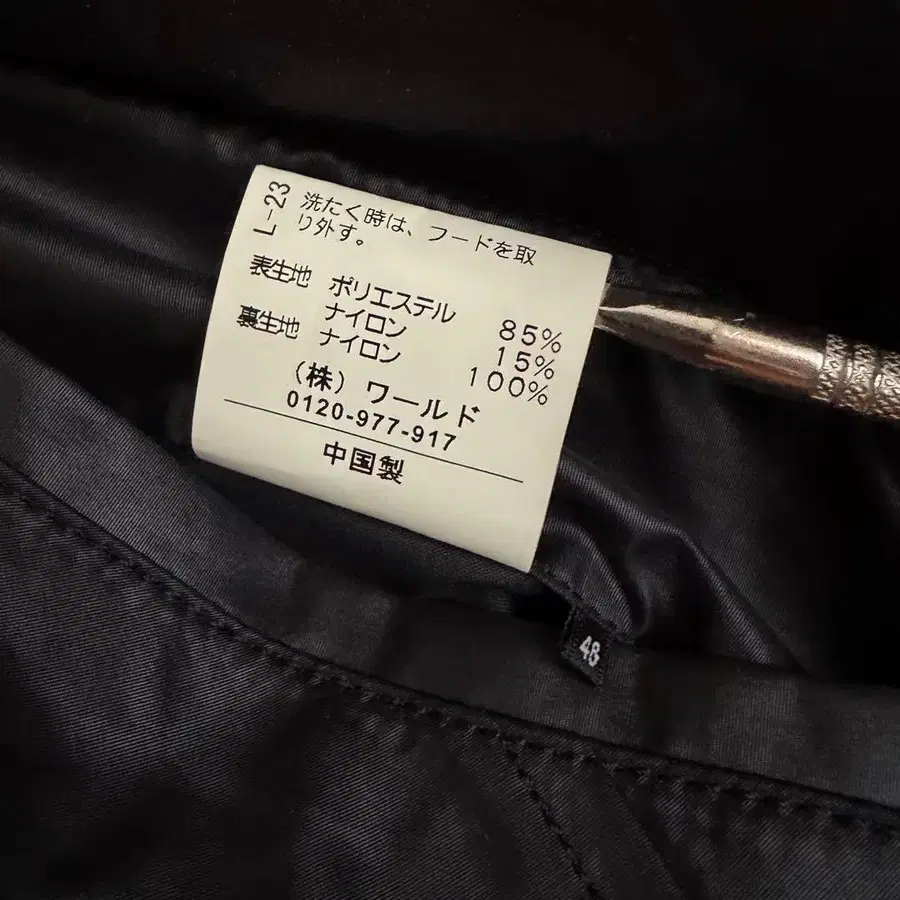 L-23
洗たく時は、フードを取
り外す。
表生地 ポリエステル 85%
ナイロン 15%
裏生地 ナイロン 100%
（株）ワールド
0120-977-917
中国製
48